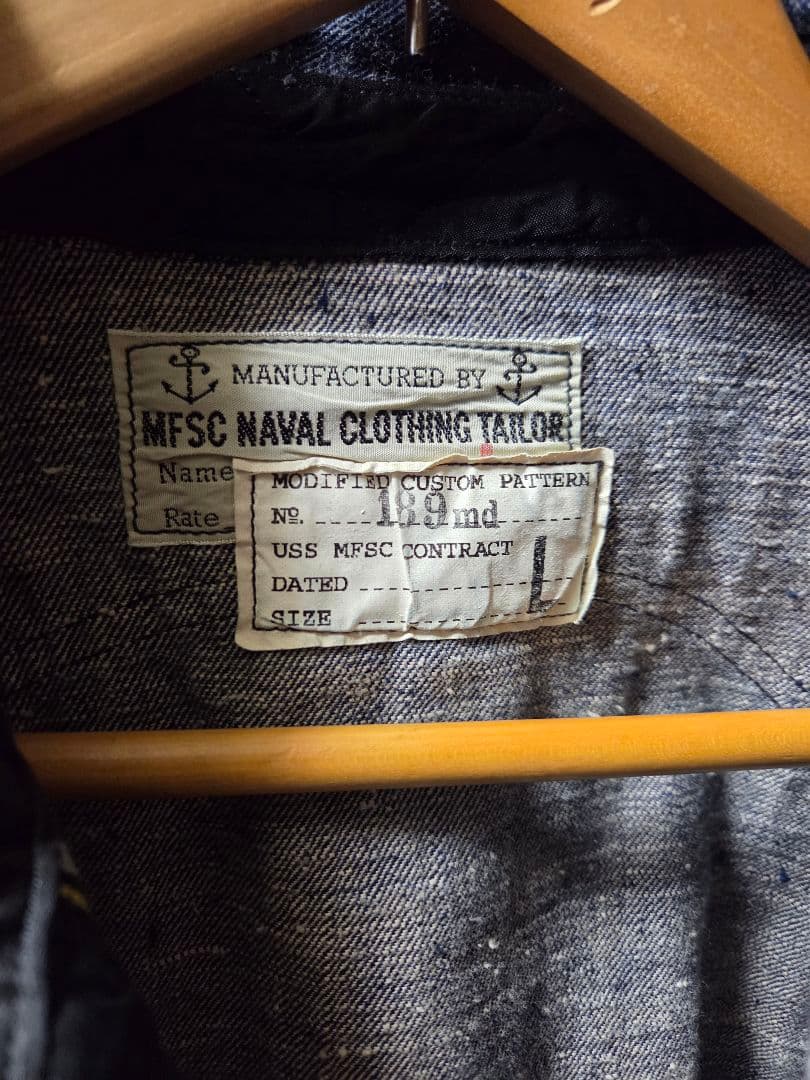 MANUFACTURED BY
MFSC NAVAL CLOTHING TAILOR
Name
Rate
MODIFIED CUSTOM PATTERN
Nº. 189md
USS MFSC CONTRACT
DATED
SIZE L